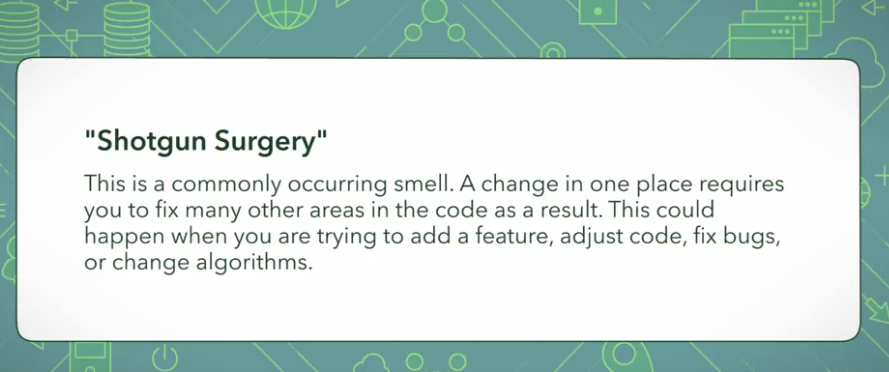 "Shotgun Surgery"
This is a commonly occurring smell. A change in one place requires
you to fix many other areas in the code as a result. This could
happen when you are trying to add a feature, adjust code, fix bugs,
or change algorithms.